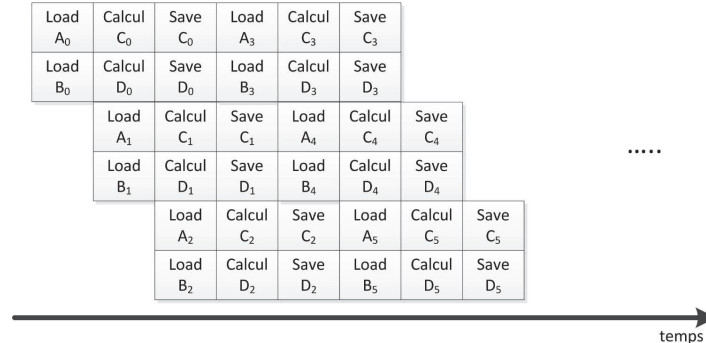 Load Calcul Save Load Calcul Save
A₀ C₀ C₀ A₃ C₃ C₃
Load Calcul Save Load Calcul Save
B₀ D₀ D₀ B₃ D₃ D₃
Load Calcul Save Load Calcul Save
A₁ C₁ C₁ A₄ C₄ C₄
.....
Load Calcul Save Load Calcul Save
B₁ D₁ D₁ B₄ D₄ D₄
Load Calcul Save Load Calcul Save
A₂ C₂ C₂ A₅ C₅ C₅
Load Calcul Save Load Calcul Save
B₂ D₂ D₂ B₅ D₅ D₅
temps